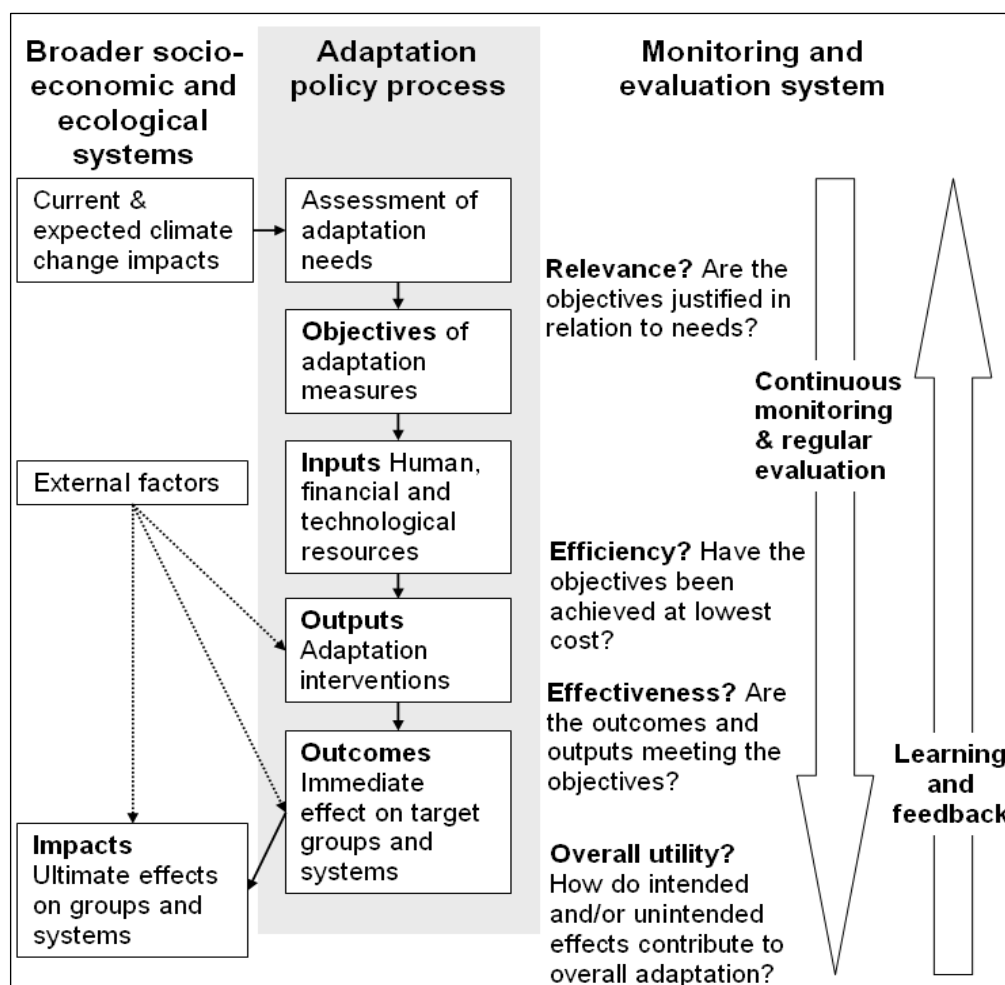 Broader socio-
economic and
ecological
systems
Adaptation
policy process
Monitoring and
evaluation system
Current &
expected climate
change impacts
Assessment of
adaptation
needs
Relevance? Are the
objectives justified in
relation to needs?
Objectives of
adaptation
measures
Continuous
monitoring
& regular
evaluation
External factors
Inputs Human,
financial and
technological
resources
Efficiency? Have the
objectives been
achieved at lowest
cost?
Outputs
Adaptation
interventions
Effectiveness? Are
the outcomes and
outputs meeting the
objectives?
Outcomes
Immediate
effect on target
groups and
systems
Learning
and
feedback
Impacts
Ultimate effects
on groups and
systems
Overall utility?
How do intended
and/or unintended
effects contribute to
overall adaptation?